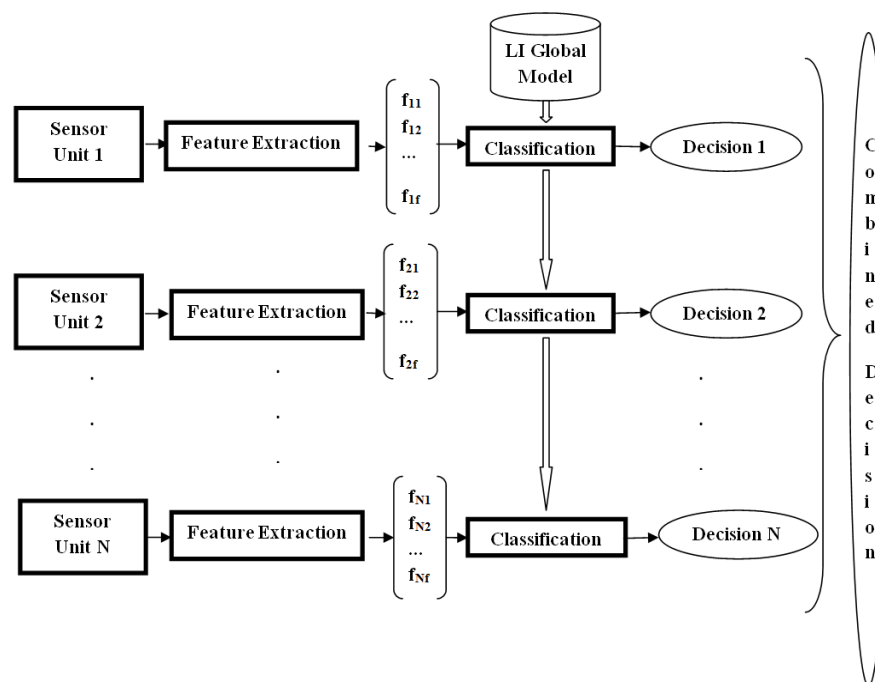 LI Global
Model
Sensor
Unit 1
Feature Extraction
f11
f12
...
f1f
Classification
Decision 1
Sensor
Unit 2
Feature Extraction
f21
f22
...
f2f
Classification
Decision 2
Sensor
Unit N
Feature Extraction
fN1
fN2
...
fNf
Classification
Decision N
Combined Decision